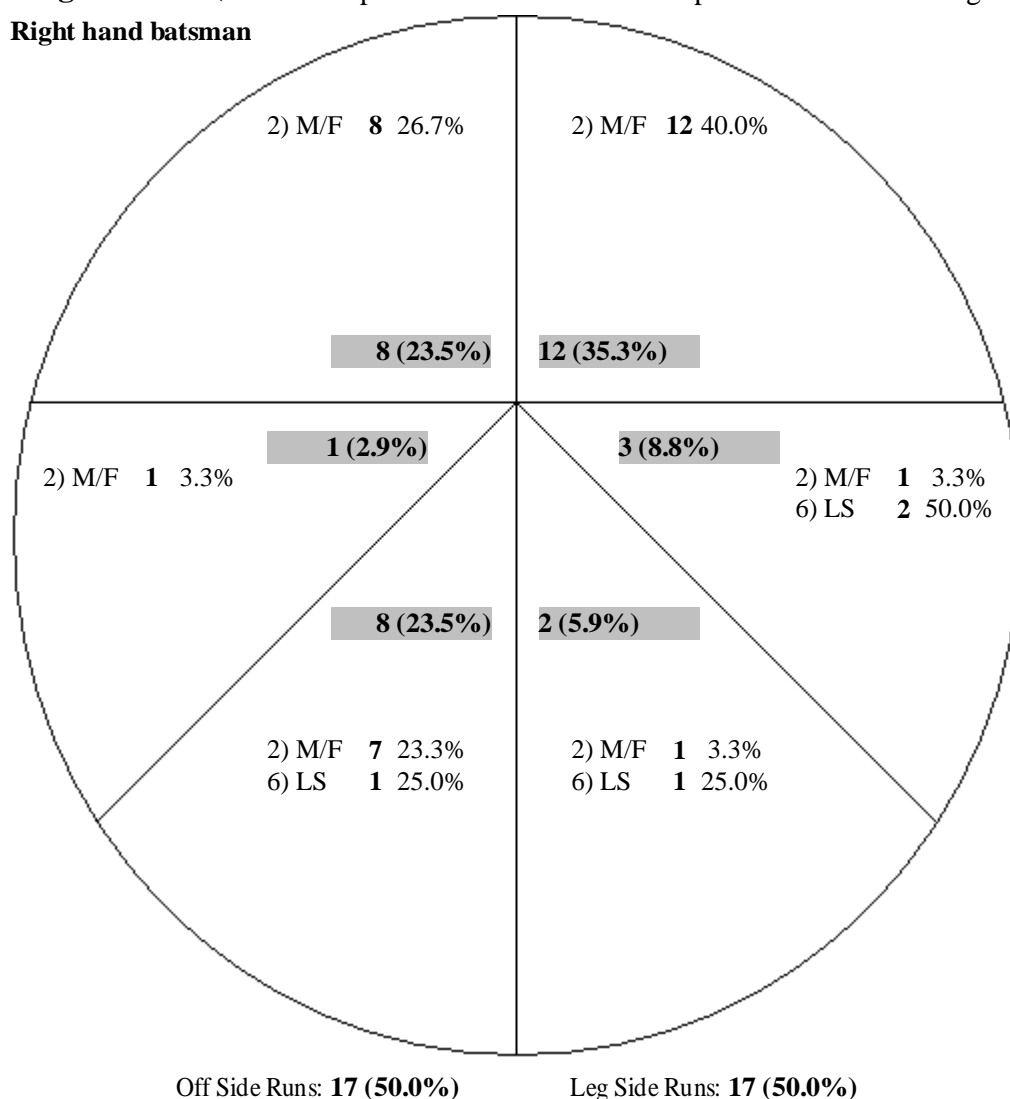 Right hand batsman
2) M/F 8 26.7% 2) M/F 12 40.0%
8 (23.5%) 12 (35.3%)
1 (2.9%) 3 (8.8%)
2) M/F 1 3.3% 2) M/F 1 3.3%
6) LS 2 50.0%
8 (23.5%) 2 (5.9%)
2) M/F 7 23.3% 2) M/F 1 3.3%
6) LS 1 25.0% 6) LS 1 25.0%
Off Side Runs: 17 (50.0%) Leg Side Runs: 17 (50.0%)